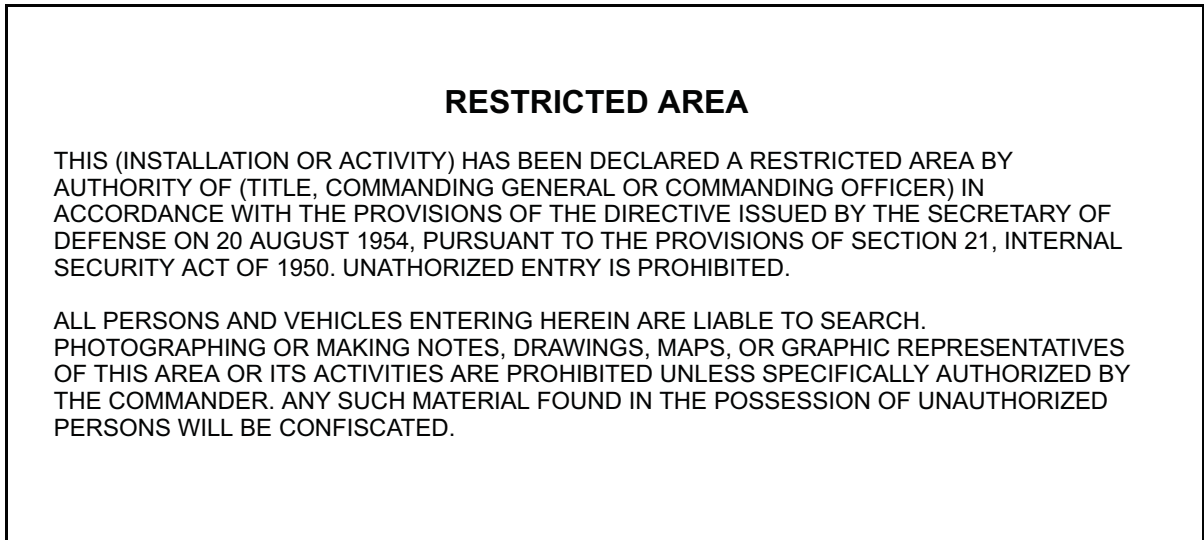 RESTRICTED AREA
THIS (INSTALLATION OR ACTIVITY) HAS BEEN DECLARED A RESTRICTED AREA BY
AUTHORITY OF (TITLE, COMMANDING GENERAL OR COMMANDING OFFICER) IN
ACCORDANCE WITH THE PROVISIONS OF THE DIRECTIVE ISSUED BY THE SECRETARY OF
DEFENSE ON 20 AUGUST 1954, PURSUANT TO THE PROVISIONS OF SECTION 21, INTERNAL
SECURITY ACT OF 1950. UNATHORIZED ENTRY IS PROHIBITED.
ALL PERSONS AND VEHICLES ENTERING HEREIN ARE LIABLE TO SEARCH.
PHOTOGRAPHING OR MAKING NOTES, DRAWINGS, MAPS, OR GRAPHIC REPRESENTATIVES
OF THIS AREA OR ITS ACTIVITIES ARE PROHIBITED UNLESS SPECIFICALLY AUTHORIZED BY
THE COMMANDER. ANY SUCH MATERIAL FOUND IN THE POSSESSION OF UNAUTHORIZED
PERSONS WILL BE CONFISCATED.